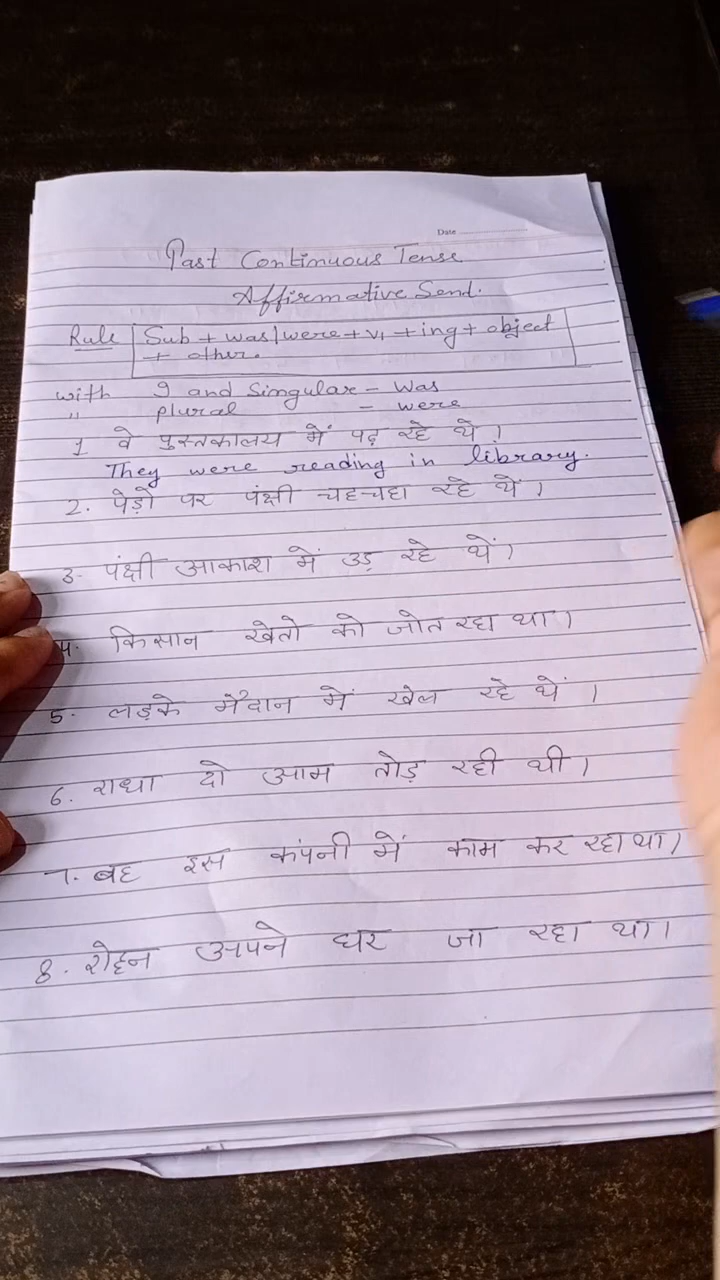 Date
Past Continuous Tense
Affirmative Send.
Rule Sub + was/were + V1 + ing + object
+ other.
with I and Singular - was
" plural - were
1 वे पुस्तकालय में पढ़ रहे थे।
They were reading in library.
2. पेड़ो पर पंक्षी चहचहा रहे थें।
3. पंक्षी आकाश में उड़ रहे थें।
4. किसान खेतो को जोत रहा था।
5. लड़के मैदान में खेल रहे थें।
6. राधा दो आम तोड़ रही थी।
7. बह इस कंपनी में काम कर रहा था।
8. रोहन अपने घर जा रहा था।